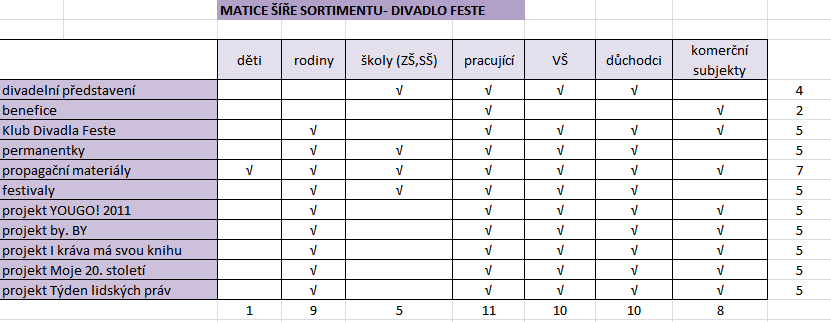 MATICE ŠÍŘE SORTIMENTU- DIVADLO FESTE
děti rodiny školy (ZŠ,SŠ) pracující VŠ důchodci komerční subjekty
divadelní představení √ √ √ √ 4
benefice √ √ 2
Klub Divadla Feste √ √ √ √ √ 5
permanentky √ √ √ √ √ 5
propagační materiály √ √ √ √ √ √ √ 7
festivaly √ √ √ √ √ 5
projekt YOUGO! 2011 √ √ √ √ √ 5
projekt by. BY √ √ √ √ √ 5
projekt I kráva má svou knihu √ √ √ √ √ 5
projekt Moje 20. století √ √ √ √ √ 5
projekt Týden lidských práv √ √ √ √ √ 5
1 9 5 11 10 10 8